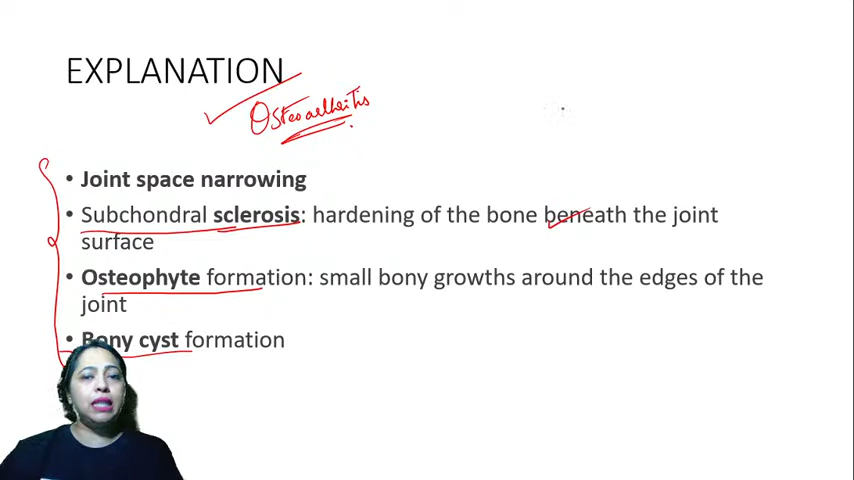 EXPLANATION
Osteoarthritis
• Joint space narrowing
• Subchondral sclerosis: hardening of the bone beneath the joint
surface
• Osteophyte formation: small bony growths around the edges of the
joint
• Bony cyst formation